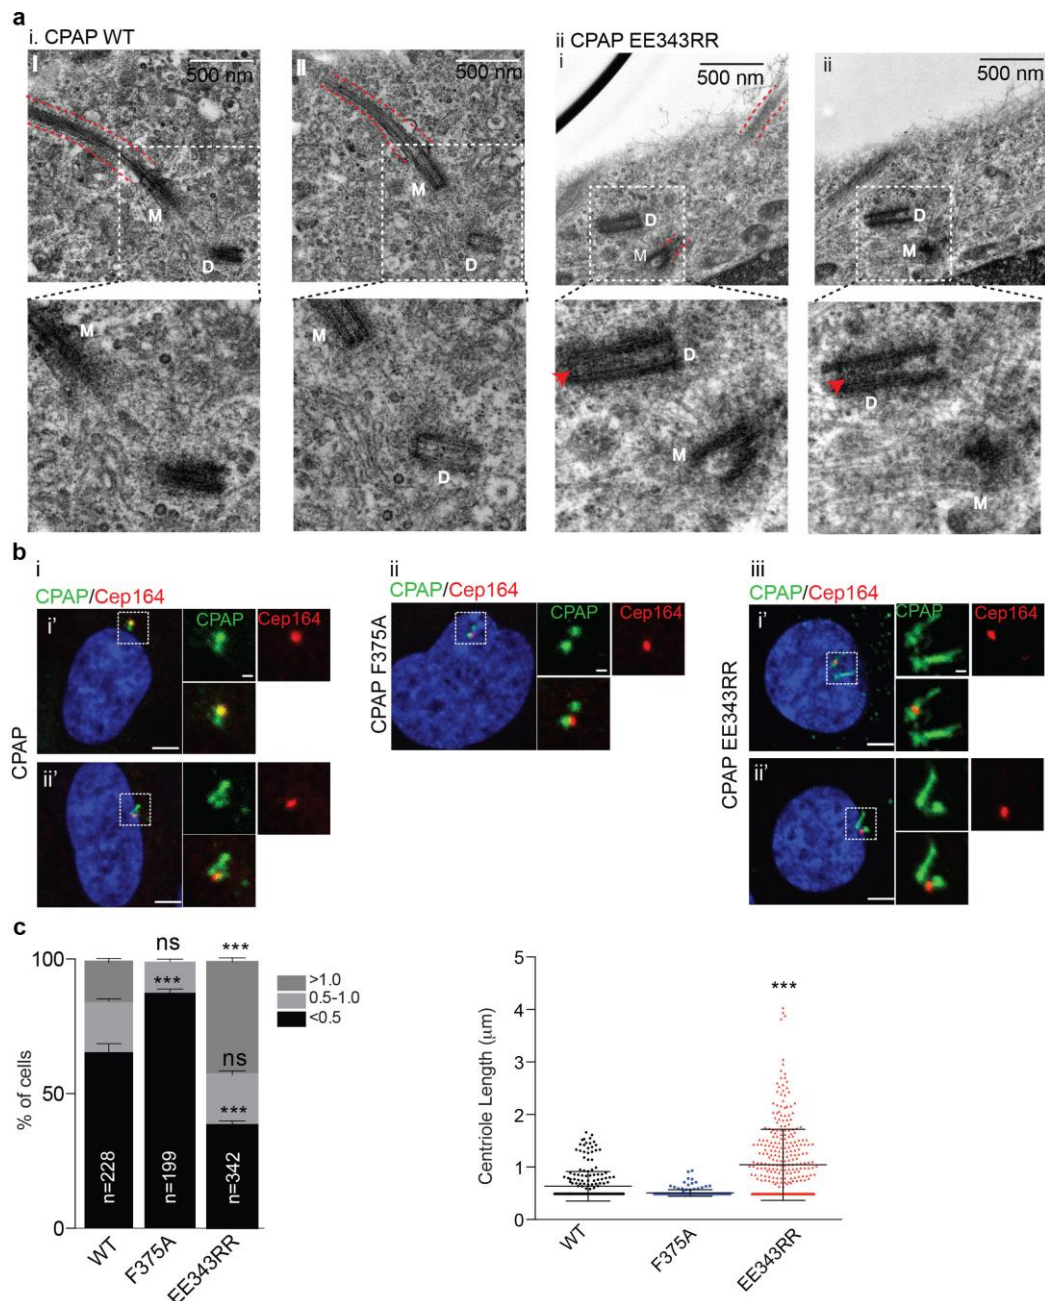 a
i. CPAP WT
ii CPAP EE343RR
I
500 nm
II
500 nm
i
500 nm
ii
500 nm
M
D
M
D
D
M
D
M
M
M
D
D
M
D
M
b
i
ii
iii
CPAP/Cep164
CPAP/Cep164
CPAP/Cep164
i'
CPAP
Cep164
CPAP
Cep164
i'
CPAP
Cep164
CPAP
CPAP F375A
CPAP EE343RR
ii'
ii'
c
% of cells
100
50
0
ns
***
***
ns
***
n=228
n=199
n=342
WT
F375A
EE343RR
>1.0
0.5-1.0
<0.5
Centriole Length (μm)
5
4
3
2
1
0
***
WT
F375A
EE343RR